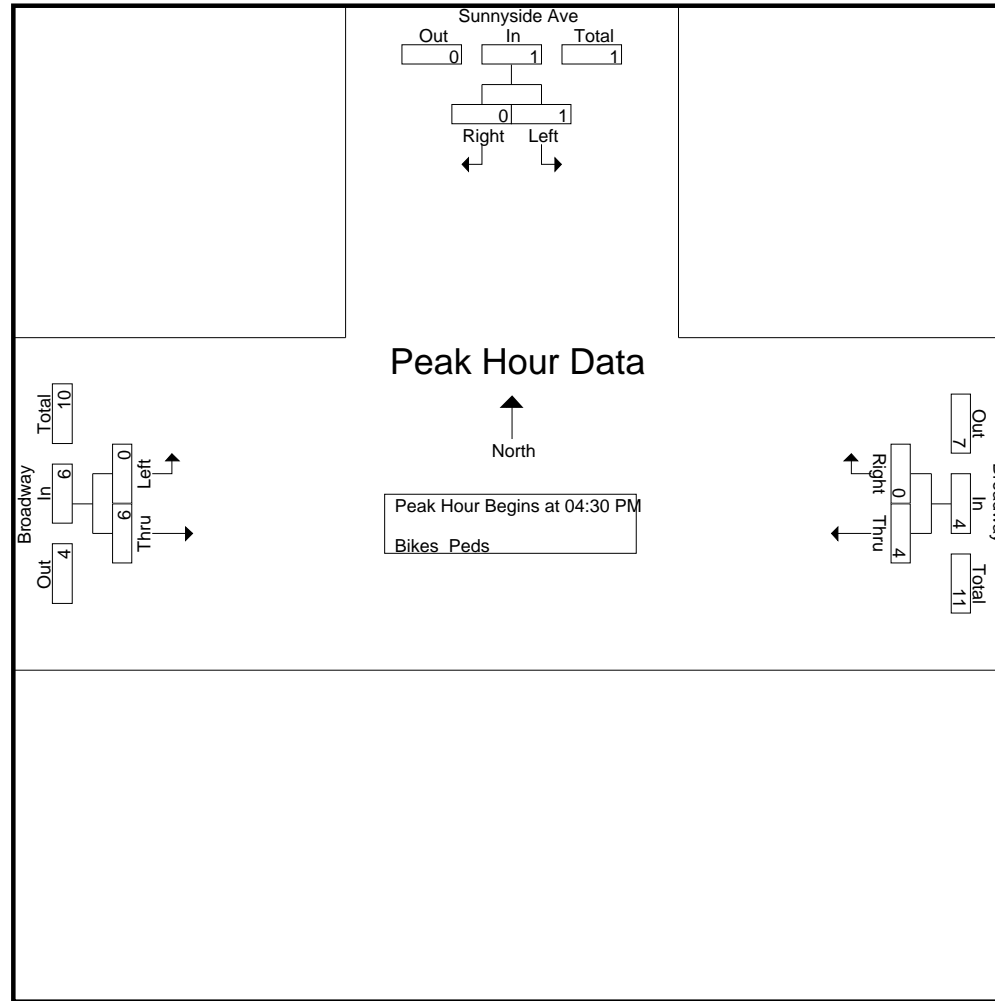 Sunnyside Ave
Out In Total
0 1 1
0 1
Right Left
Peak Hour Data
North
Peak Hour Begins at 04:30 PM
Bikes Peds
Broadway
Total In Out
10 6 4
0 6
Left Thru
Out In Total
7 4 11
0 4
Right Thru